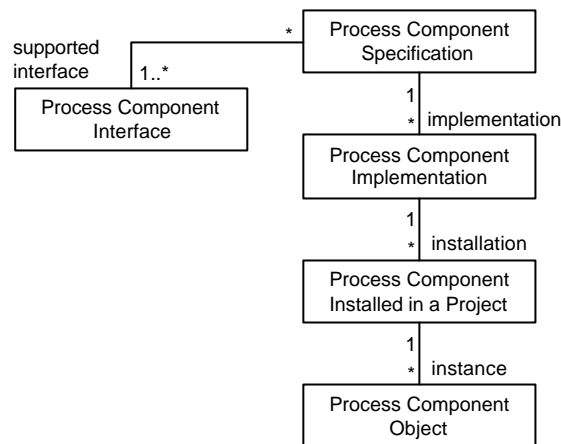 Process Component
Specification
*
supported
interface
1..*
Process Component
Interface
1
*
implementation
Process Component
Implementation
1
*
installation
Process Component
Installed in a Project
1
*
instance
Process Component
Object